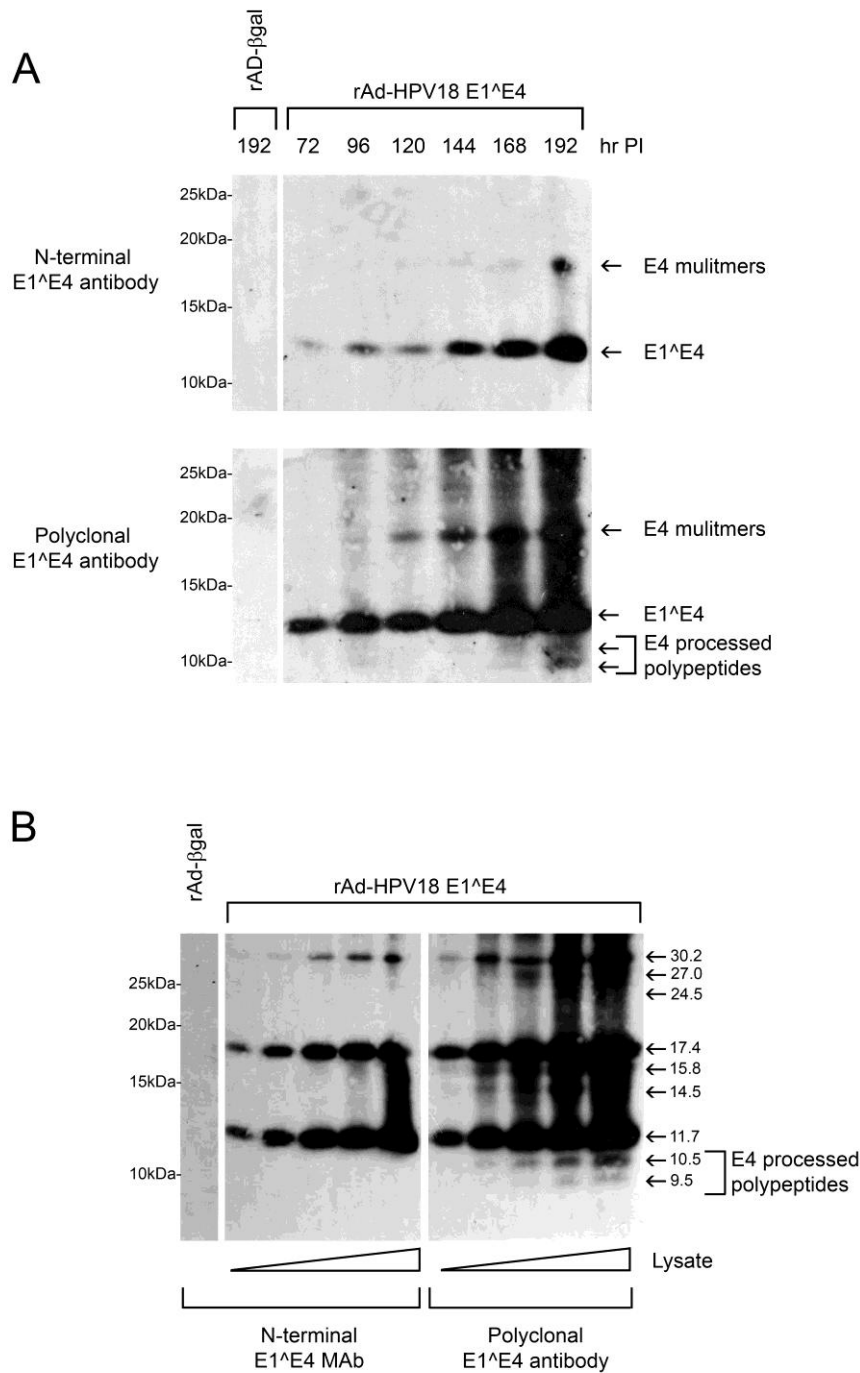 A
rAD-βgal
rAd-HPV18 E1^E4
192 72 96 120 144 168 192 hr PI
25kDa-
20kDa-
15kDa-
10kDa-
N-terminal
E1^E4 antibody
← E4 mulitmers
← E1^E4
25kDa-
20kDa-
15kDa-
10kDa-
Polyclonal
E1^E4 antibody
← E4 mulitmers
← E1^E4
← E4 processed
← polypeptides
B
rAd-βgal
rAd-HPV18 E1^E4
25kDa-
20kDa-
15kDa-
10kDa-
← 30.2
← 27.0
← 24.5
← 17.4
← 15.8
← 14.5
← 11.7
← 10.5
← 9.5
E4 processed
polypeptides
Lysate
N-terminal
E1^E4 MAb
Polyclonal
E1^E4 antibody